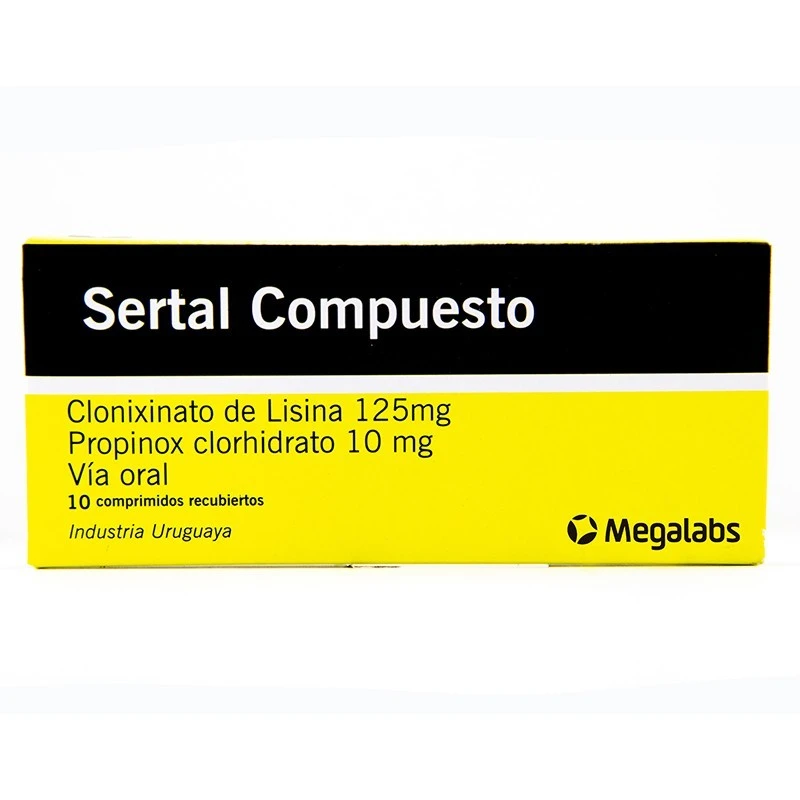 Sertal Compuesto
Clonixinato de Lisina 125mg
Propinox clorhidrato 10 mg
Vía oral
10 comprimidos recubiertos
Industria Uruguaya
Megalabs